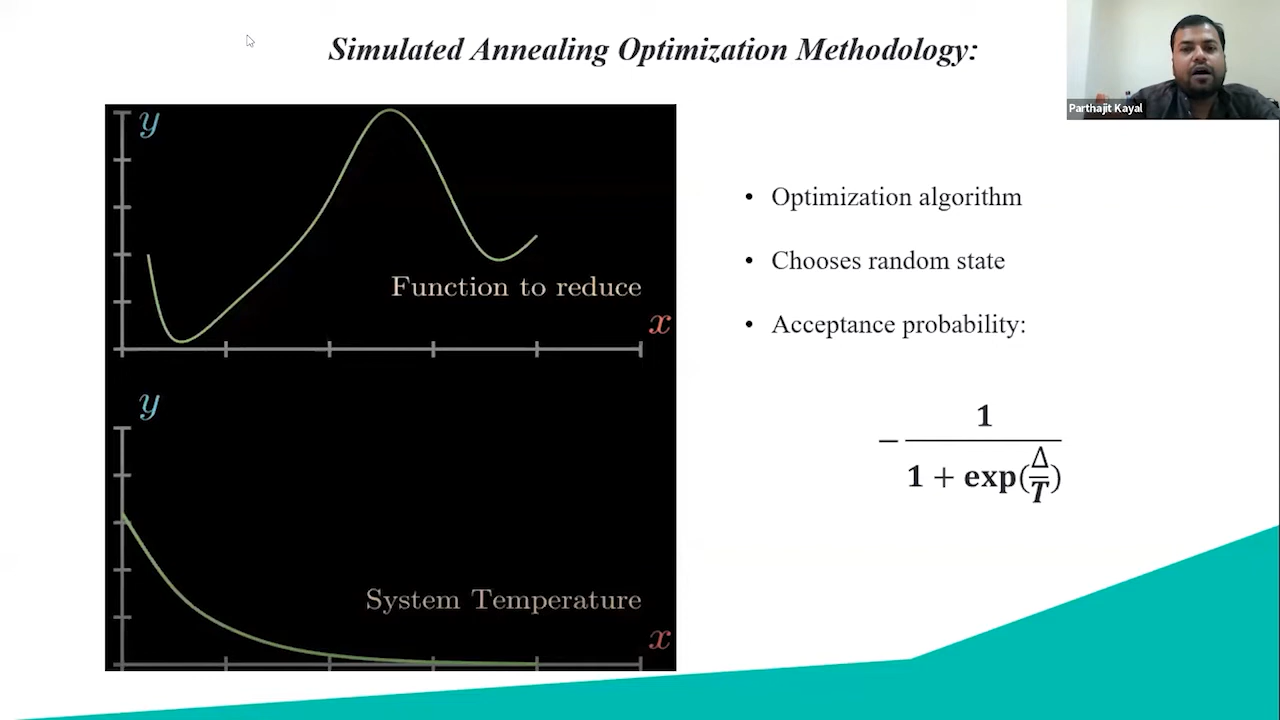 Simulated Annealing Optimization Methodology:
Parthajit Kayal
y
Function to reduce
x
y
System Temperature
x
• Optimization algorithm
• Chooses random state
• Acceptance probability:
− 1 / (1 + exp(Δ/T))